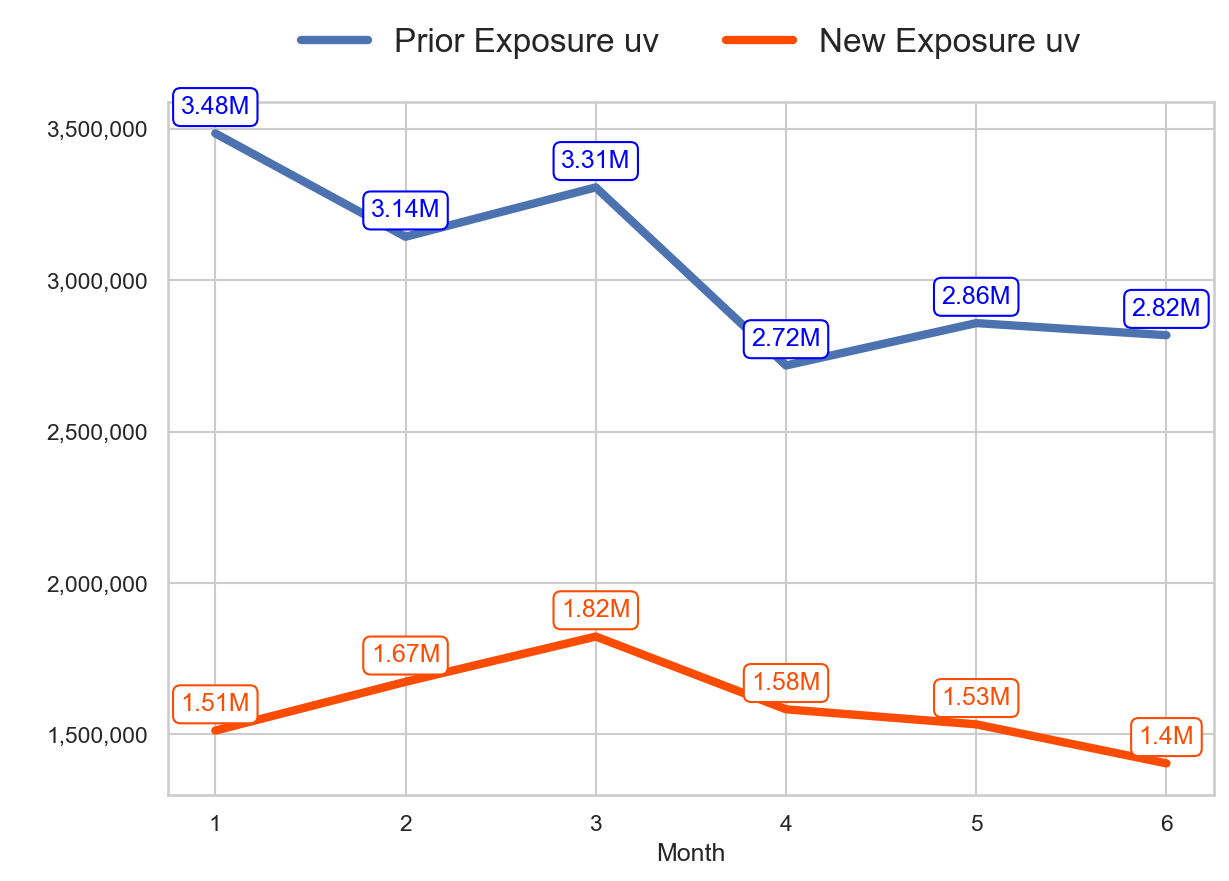 Prior Exposure uv New Exposure uv
3.48M
3,500,000
3.31M
3.14M
3,000,000
2.86M
2.82M
2.72M
2,500,000
2,000,000
1.82M
1.67M
1.58M
1.51M
1.53M
1.4M
1,500,000
1 2 3 4 5 6
Month